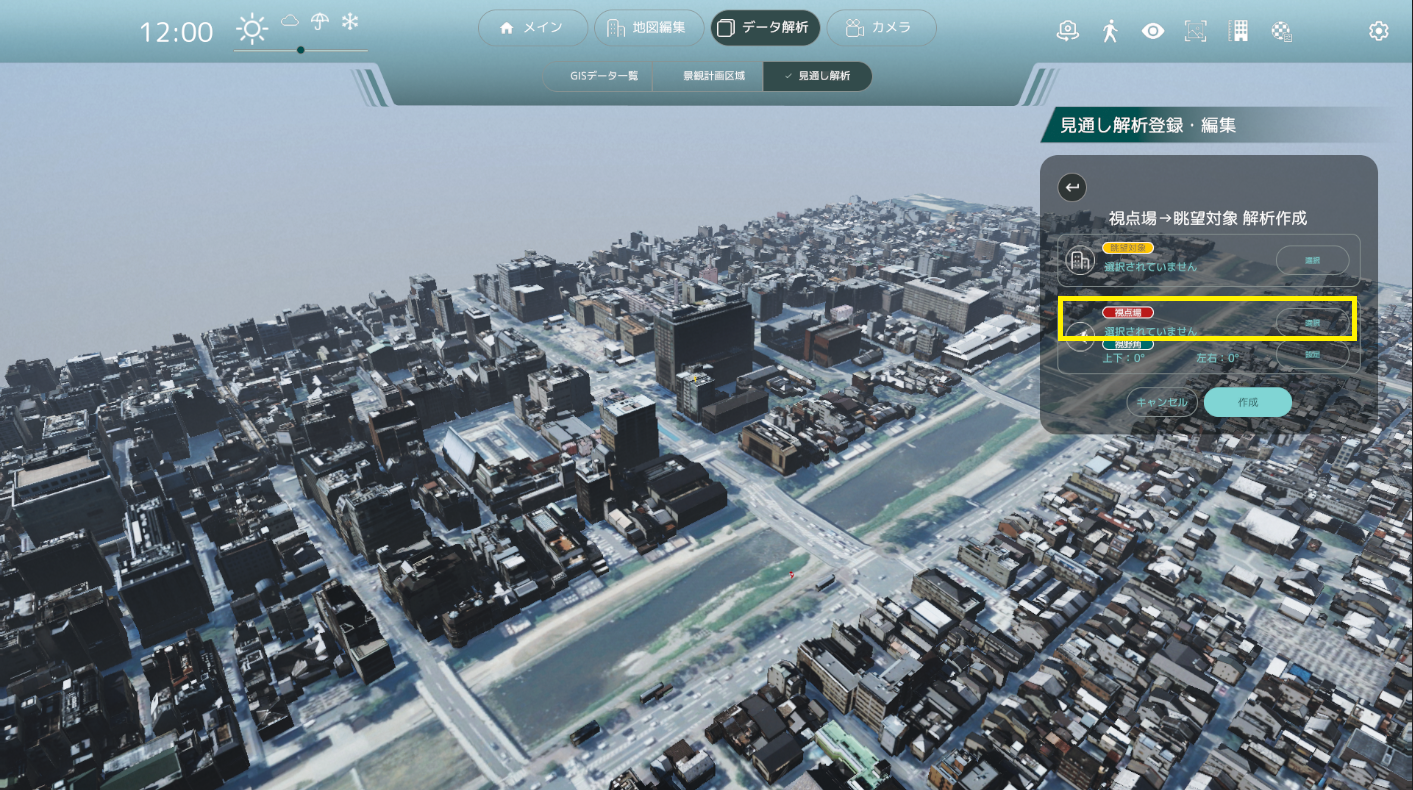 12:00
メイン
地図編集
データ解析
カメラ
GISデータ一覧
景観計画区域
見通し解析
見通し解析登録・編集
視点場→眺望対象 解析作成
眺望対象
選択されていません
選択
視点場
選択されていません
選択
視野角
上下：0°
左右：0°
設定
キャンセル
作成